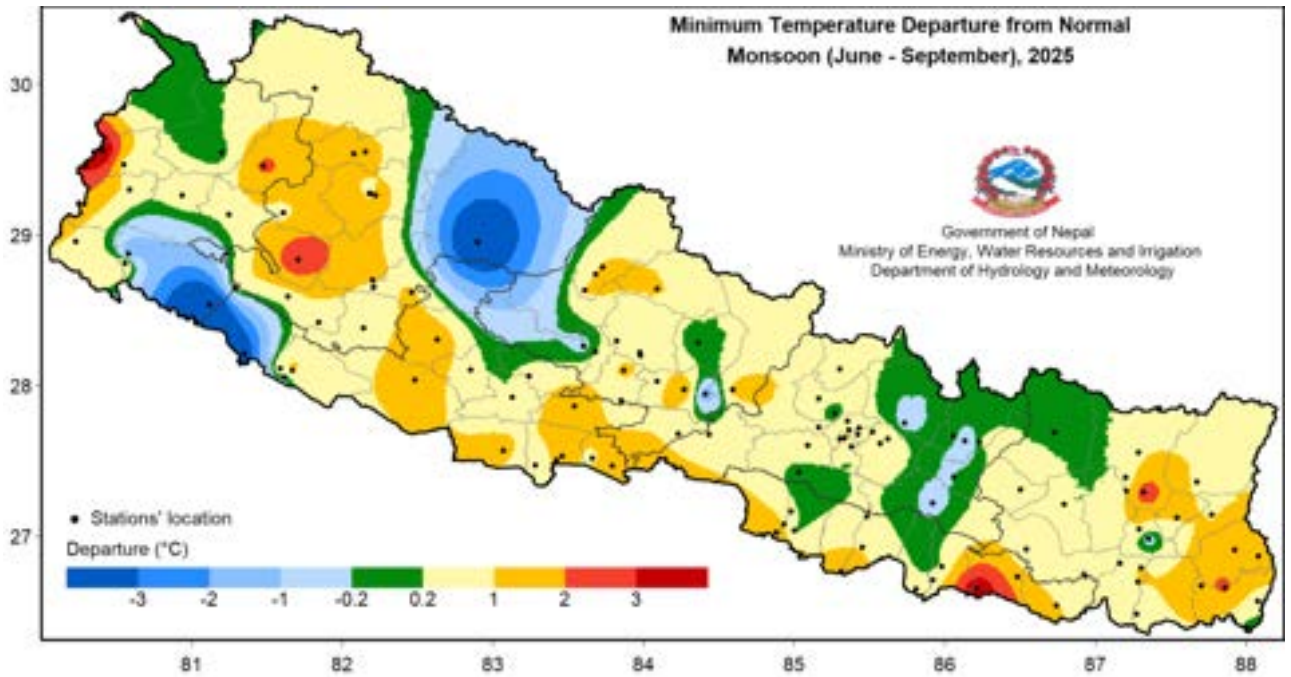 Minimum Temperature Departure from Normal
Monsoon (June - September), 2025
Government of Nepal
Ministry of Energy, Water Resources and Irrigation
Department of Hydrology and Meteorology
30
29
28
27
Stations' location
Departure (°C)
-3 -2 -1 -0.2 0.2 1 2 3
81 82 83 84 85 86 87 88